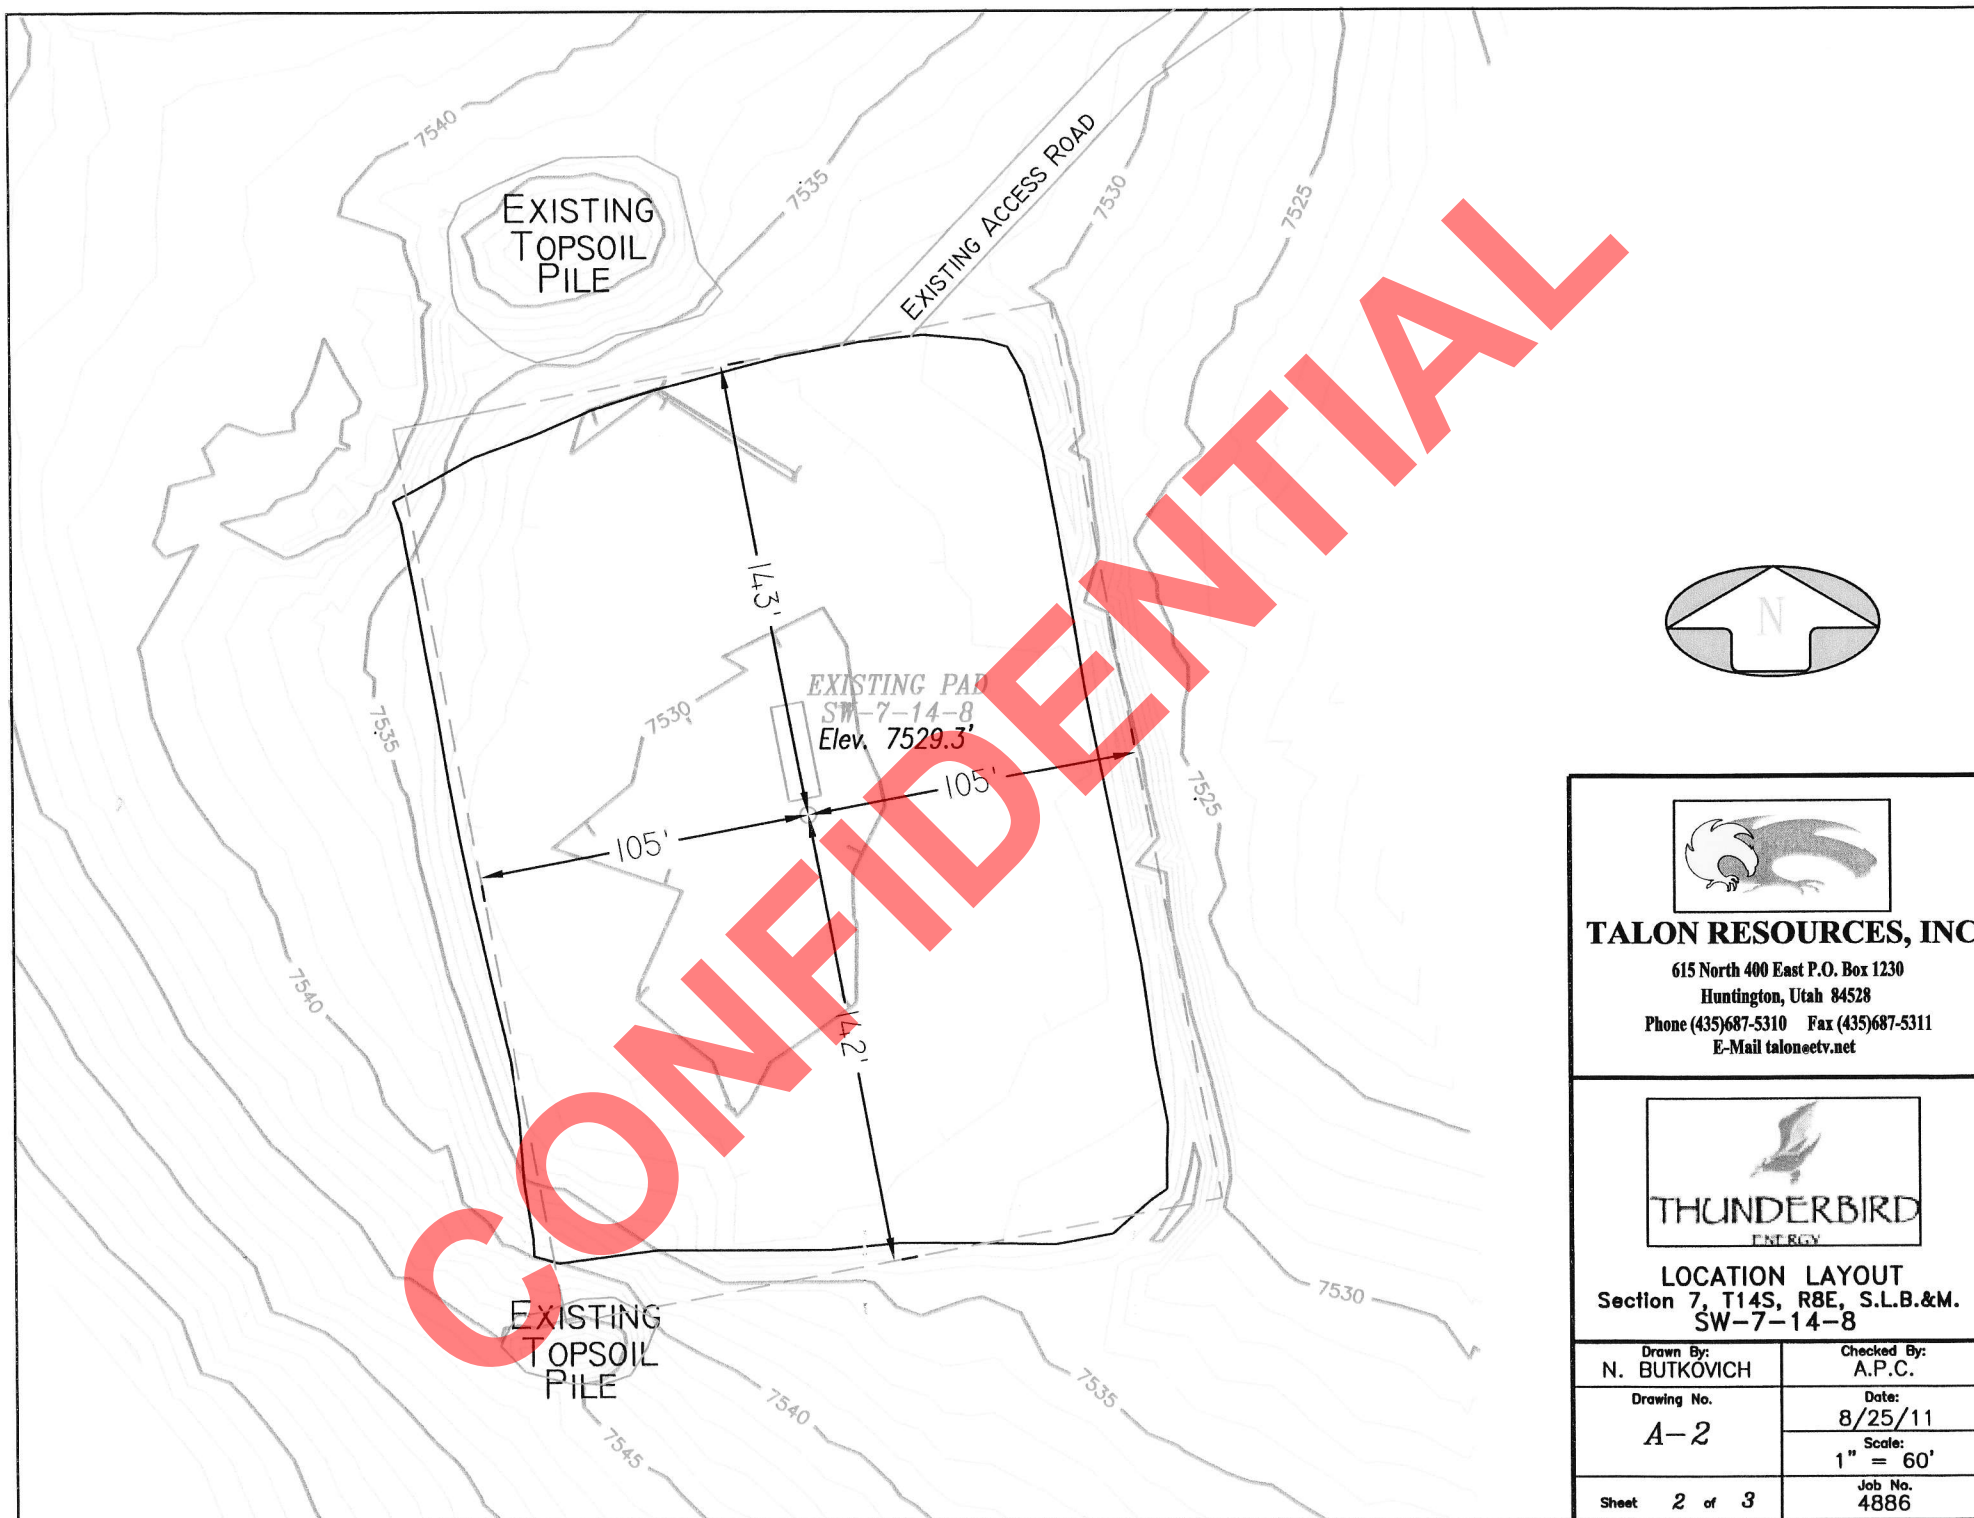 7540
EXISTING
TOPSOIL
PILE
7535
EXISTING ACCESS ROAD
7530
7525
143'
EXISTING PAD
SW-7-14-8
Elev. 7529.3'
7530
7535
105'
105'
7525
142'
7540
7530
EXISTING
TOPSOIL
PILE
7535
7540
7545
CONFIDENTIAL
N
TALON RESOURCES, INC
615 North 400 East P.O. Box 1230
Huntington, Utah 84528
Phone (435)687-5310 Fax (435)687-5311
E-Mail talon@etv.net
THUNDERBIRD
ENERGY
LOCATION LAYOUT
Section 7, T14S, R8E, S.L.B.&M.
SW-7-14-8
Drawn By:
N. BUTKOVICH
Checked By:
A.P.C.
Drawing No.
A-2
Date:
8/25/11
Scale:
1" = 60'
Sheet 2 of 3
Job No.
4886